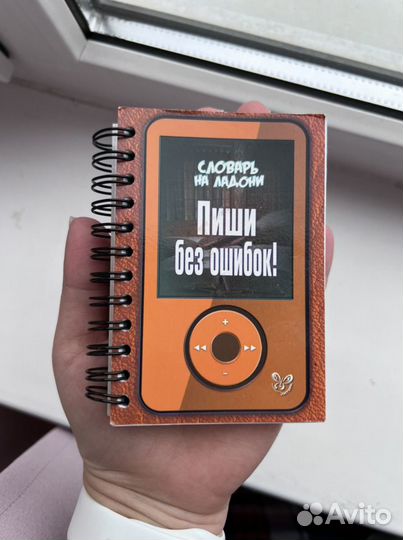 СЛОВАРЬ
НА ЛАДОНИ
Пиши
без ошибок!
+
−
Avito